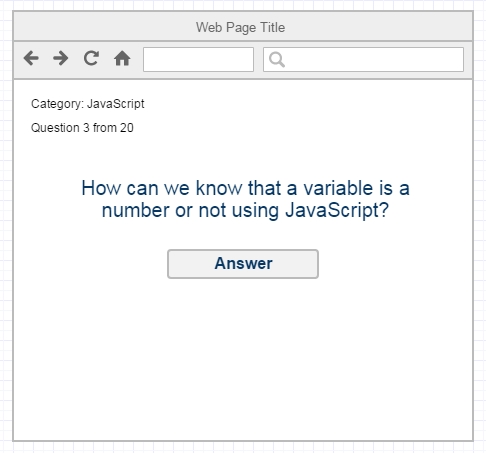 Web Page Title
Category: JavaScript
Question 3 from 20
How can we know that a variable is a
number or not using JavaScript?
Answer